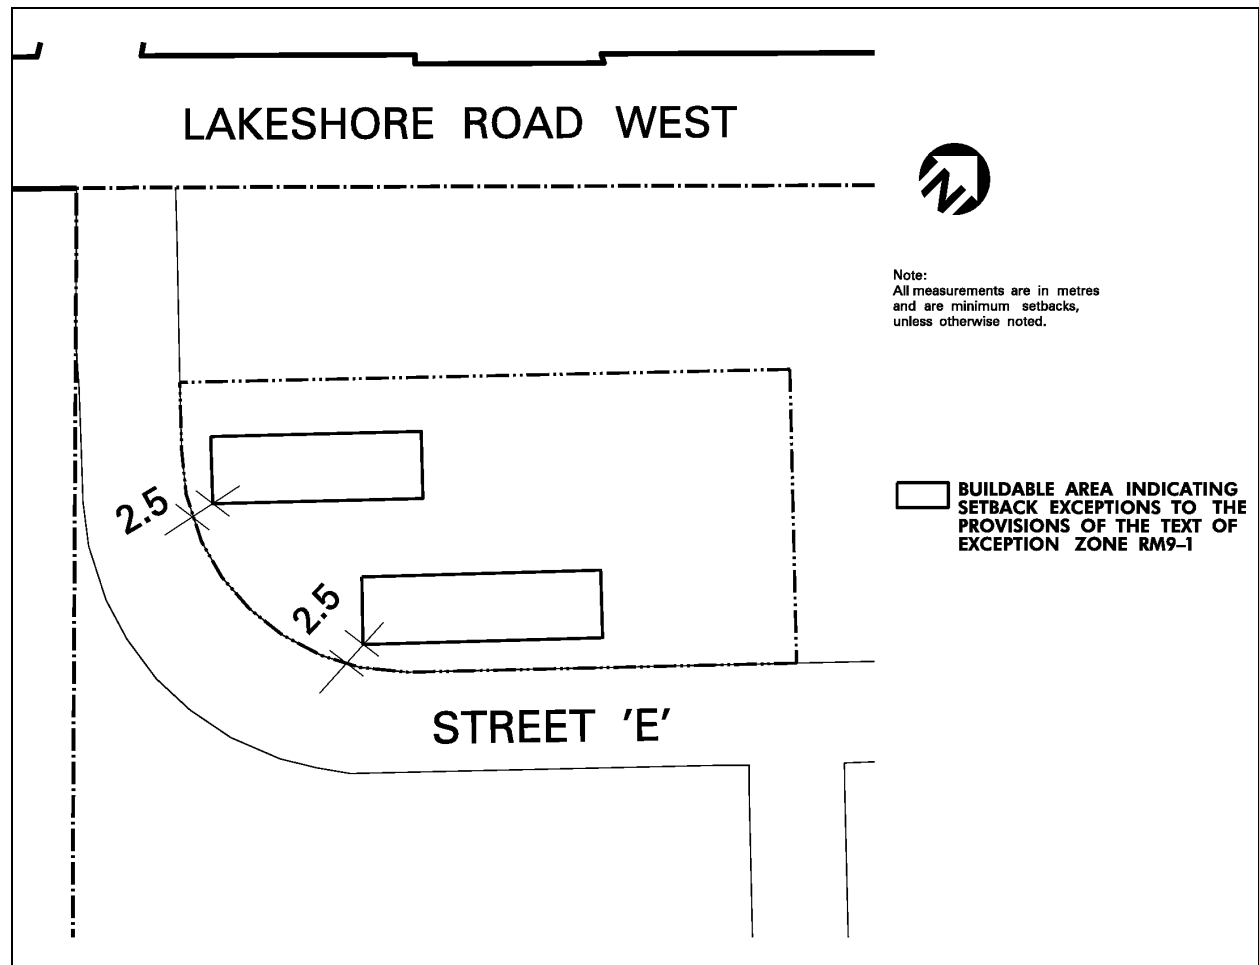 LAKESHORE ROAD WEST
N
Note:
All measurements are in metres
and are minimum setbacks,
unless otherwise noted.
2.5
BUILDABLE AREA INDICATING
SETBACK EXCEPTIONS TO THE
PROVISIONS OF THE TEXT OF
EXCEPTION ZONE RM9–1
2.5
STREET 'E'